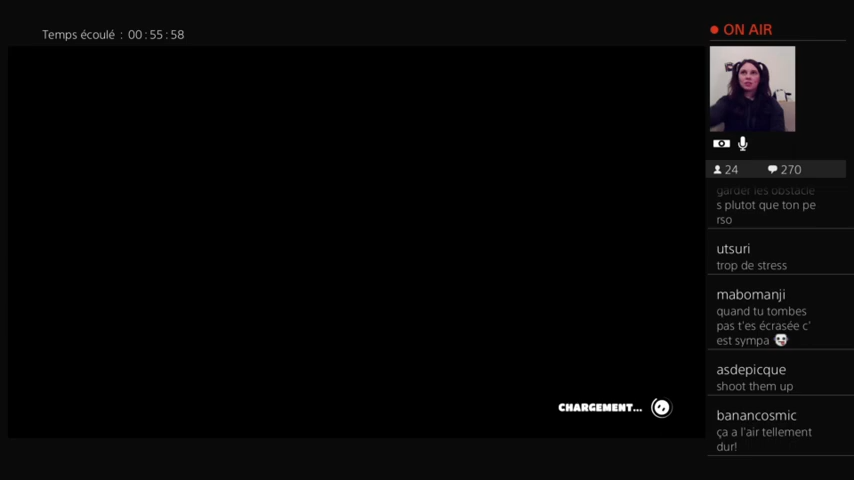 Temps écoulé : 00:55:58
ON AIR
24 270
garder les obstacle
s plutot que ton pe
rso
utsuri
trop de stress
mabomanji
quand tu tombes
pas t'es écrasée c'
est sympa
asdepicque
shoot them up
banancosmic
ça a l'air tellement
dur!
CHARGEMENT...